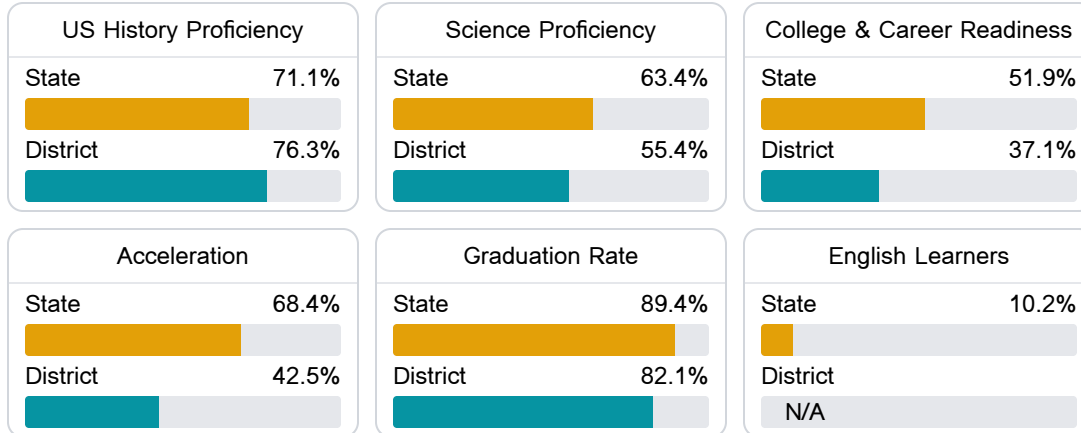 US History Proficiency
State 71.1%
District 76.3%
Science Proficiency
State 63.4%
District 55.4%
College & Career Readiness
State 51.9%
District 37.1%
Acceleration
State 68.4%
District 42.5%
Graduation Rate
State 89.4%
District 82.1%
English Learners
State 10.2%
District
N/A